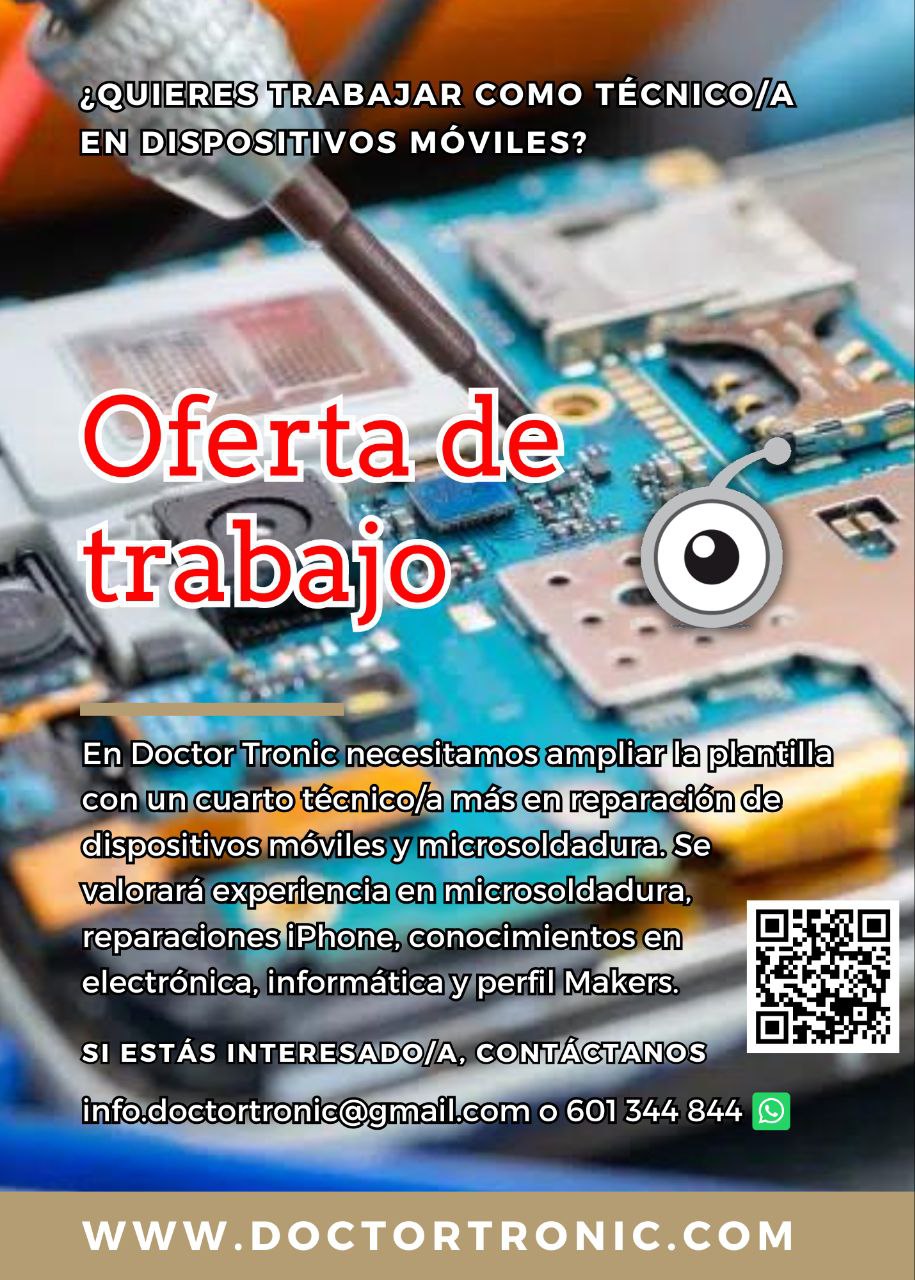 ¿QUIERES TRABAJAR COMO TÉCNICO/A
EN DISPOSITIVOS MÓVILES?
Oferta de
trabajo
En Doctor Tronic necesitamos ampliar la plantilla
con un cuarto técnico/a más en reparación de
dispositivos móviles y microsoldadura. Se
valorará experiencia en microsoldadura,
reparaciones iPhone, conocimientos en
electrónica, informática y perfil Makers.
SI ESTÁS INTERESADO/A, CONTÁCTANOS
info.doctortronic@gmail.com o 601 344 844
WWW.DOCTORTRONIC.COM